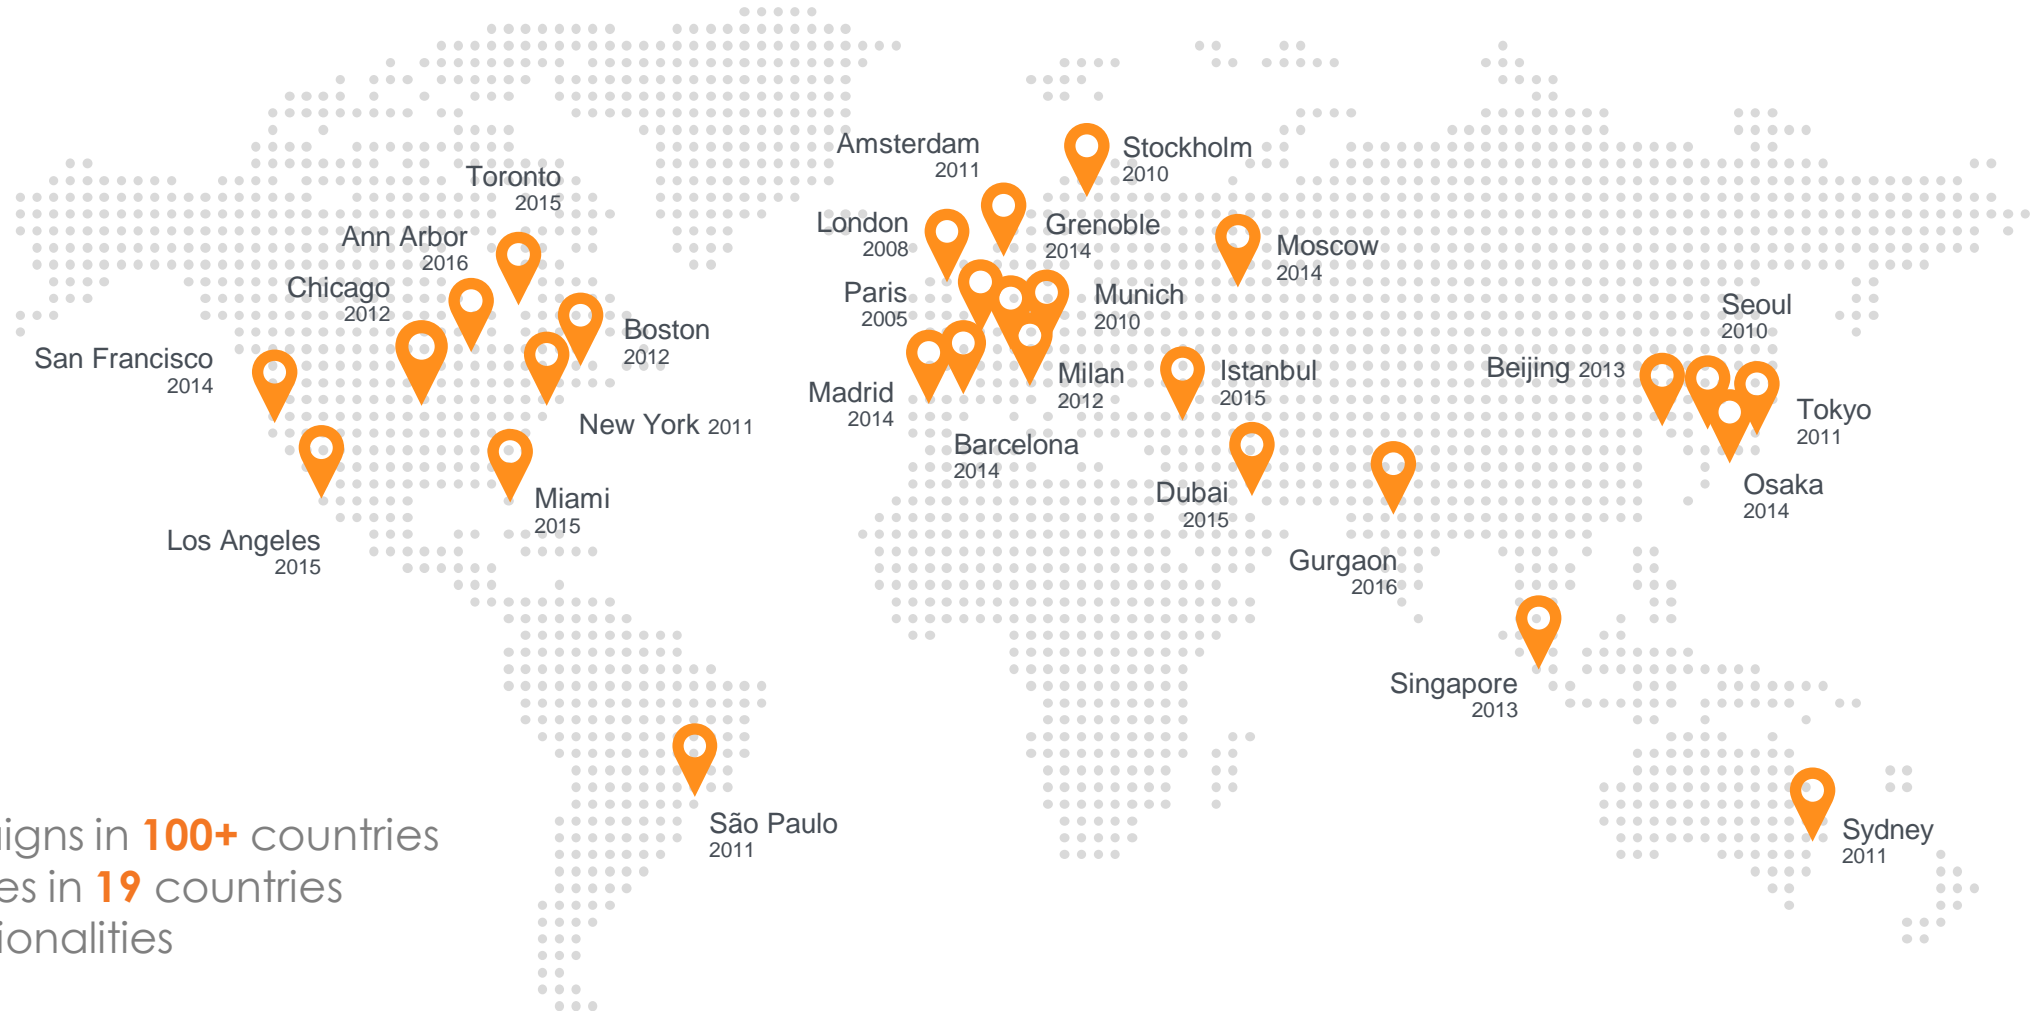 Amsterdam
2011
Stockholm
2010
Toronto
2015
London
2008
Grenoble
2014
Ann Arbor
2016
Moscow
2014
Chicago
2012
Paris
2005
Munich
2010
Seoul
2010
Boston
2012
San Francisco
2014
Beijing 2013
Milan
2012
Istanbul
2015
Madrid
2014
Tokyo
2011
New York 2011
Barcelona
2014
Miami
2015
Dubai
2015
Osaka
2014
Los Angeles
2015
Gurgaon
2016
Singapore
2013
São Paulo
2011
Sydney
2011
in 100+ countries
in 19 countries